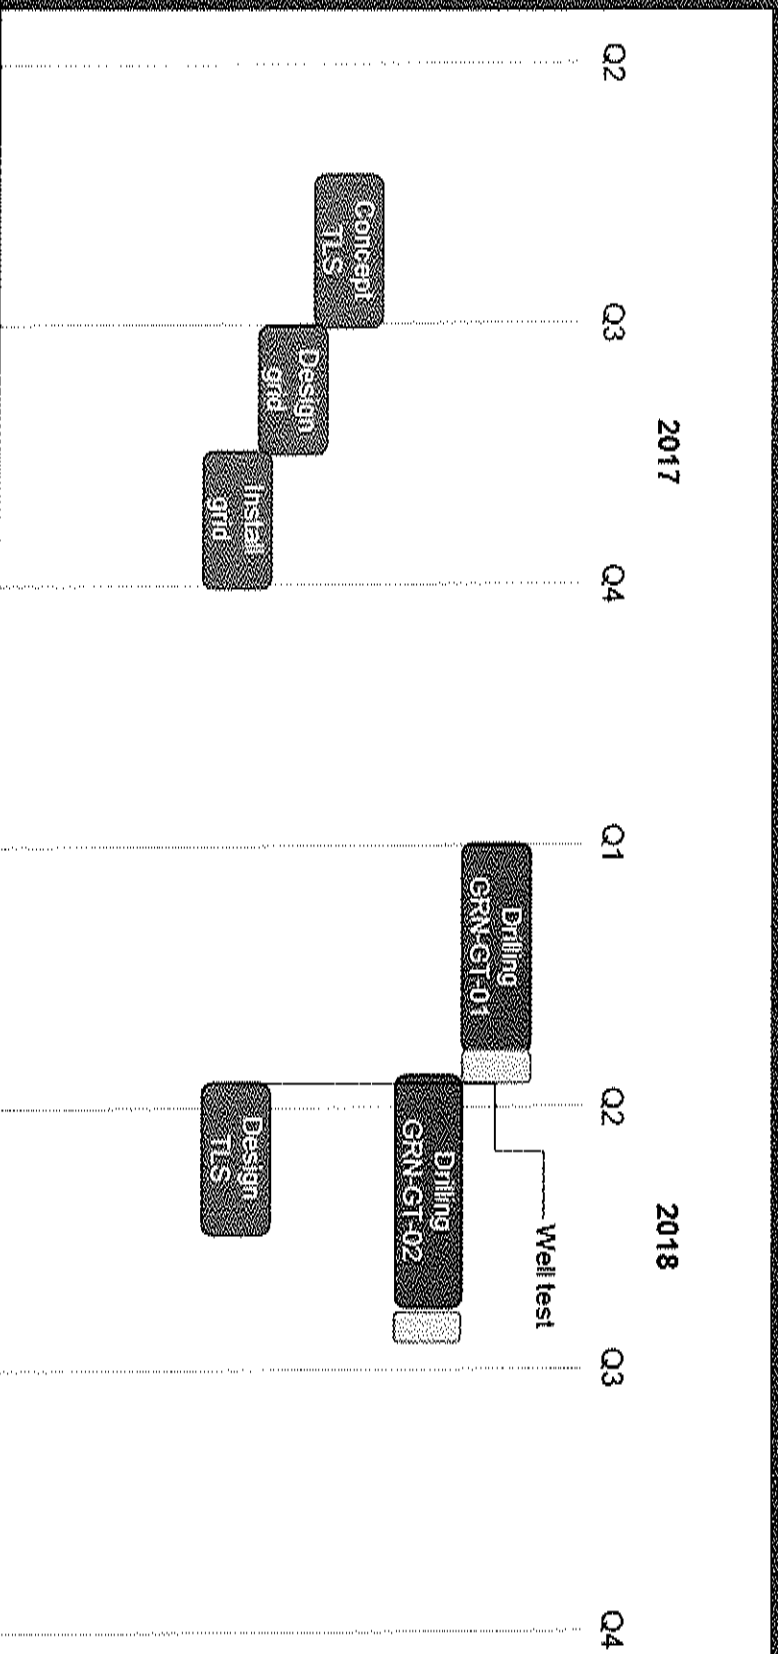 2017
2018
Q2
Q3
Q4
Q1
Q2
Q3
Q4
Well test
Drilling
GRN-GT-01
Drilling
GRN-GT-02
Concept
TLS
Design
grid
Install
grid
Design
TLS